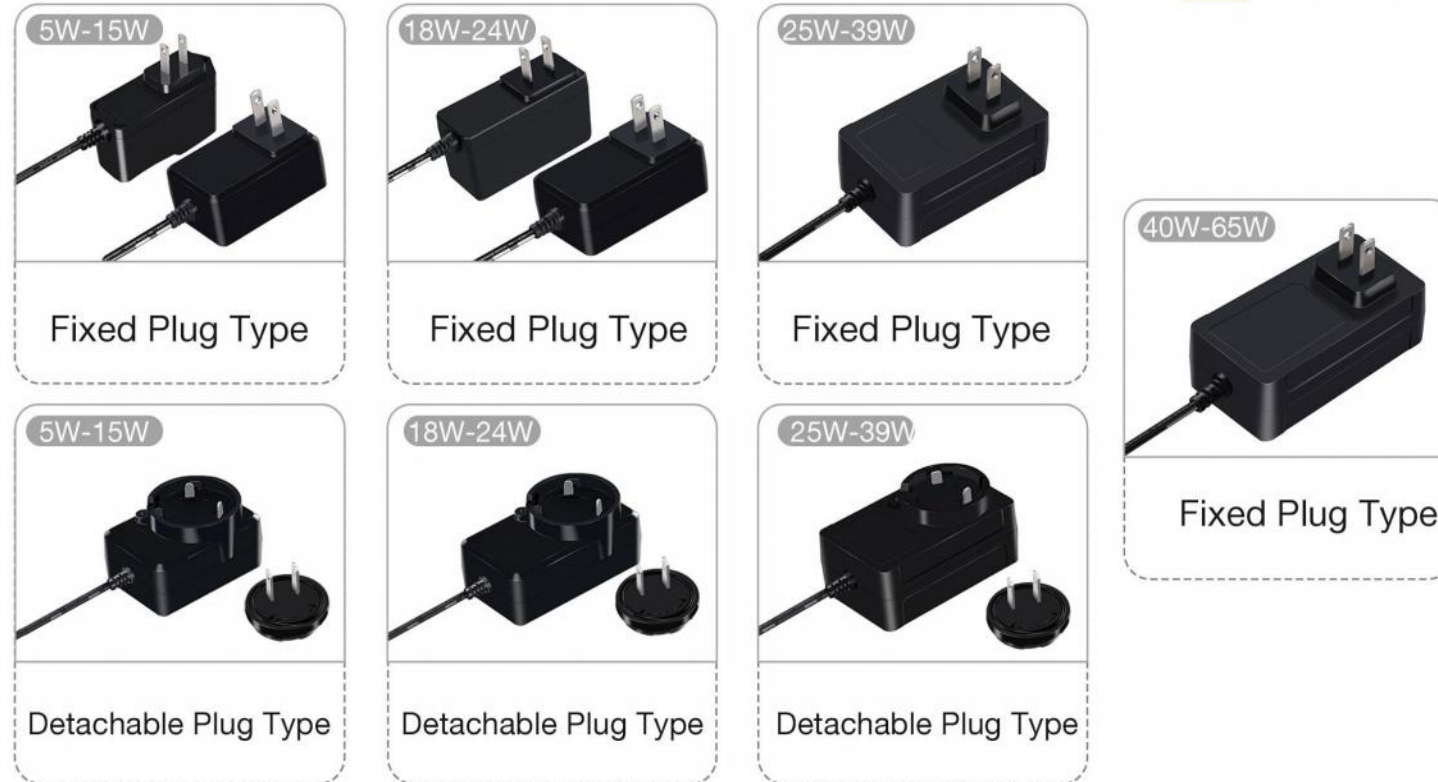 5W-15W
18W-24W
25W-39W
Fixed Plug Type
Fixed Plug Type
Fixed Plug Type
40W-65W
Fixed Plug Type
5W-15W
18W-24W
25W-39W
Detachable Plug Type
Detachable Plug Type
Detachable Plug Type